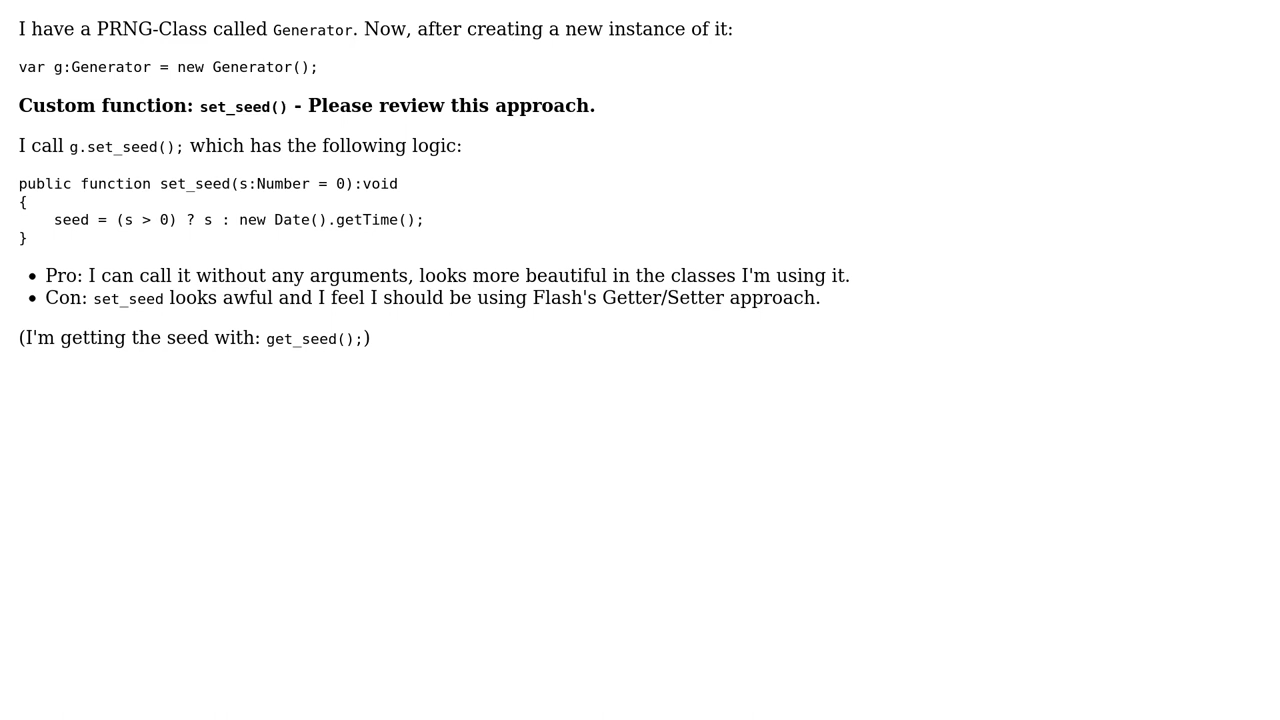 I have a PRNG-Class called Generator. Now, after creating a new instance of it:
var g:Generator = new Generator();
Custom function: set_seed() - Please review this approach.
I call g.set_seed(); which has the following logic:
public function set_seed(s:Number = 0):void
{
    seed = (s > 0) ? s : new Date().getTime();
}
• Pro: I can call it without any arguments, looks more beautiful in the classes I'm using it.
• Con: set_seed looks awful and I feel I should be using Flash's Getter/Setter approach.
(I'm getting the seed with: get_seed();)